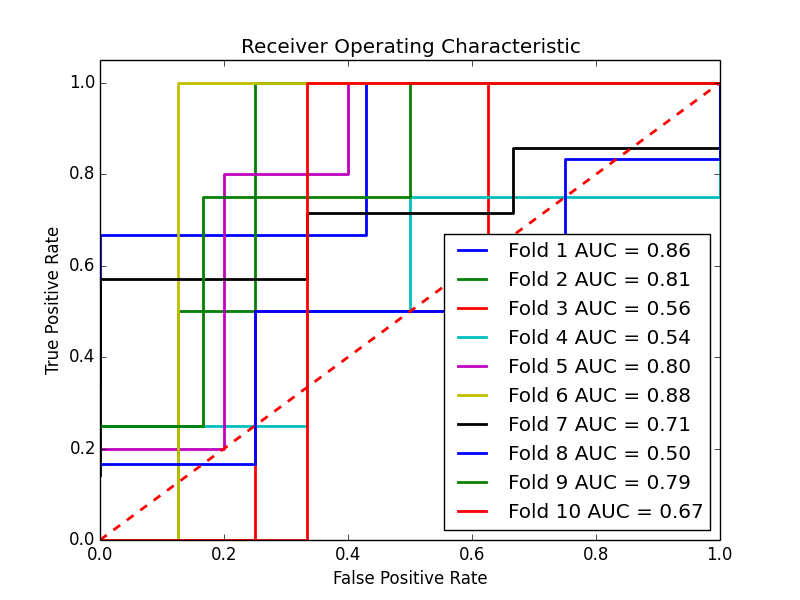 Receiver Operating Characteristic
1.0
0.8
0.6
0.4
0.2
0.0
True Positive Rate
Fold 1 AUC = 0.86
Fold 2 AUC = 0.81
Fold 3 AUC = 0.56
Fold 4 AUC = 0.54
Fold 5 AUC = 0.80
Fold 6 AUC = 0.88
Fold 7 AUC = 0.71
Fold 8 AUC = 0.50
Fold 9 AUC = 0.79
Fold 10 AUC = 0.67
0.0 0.2 0.4 0.6 0.8 1.0
False Positive Rate